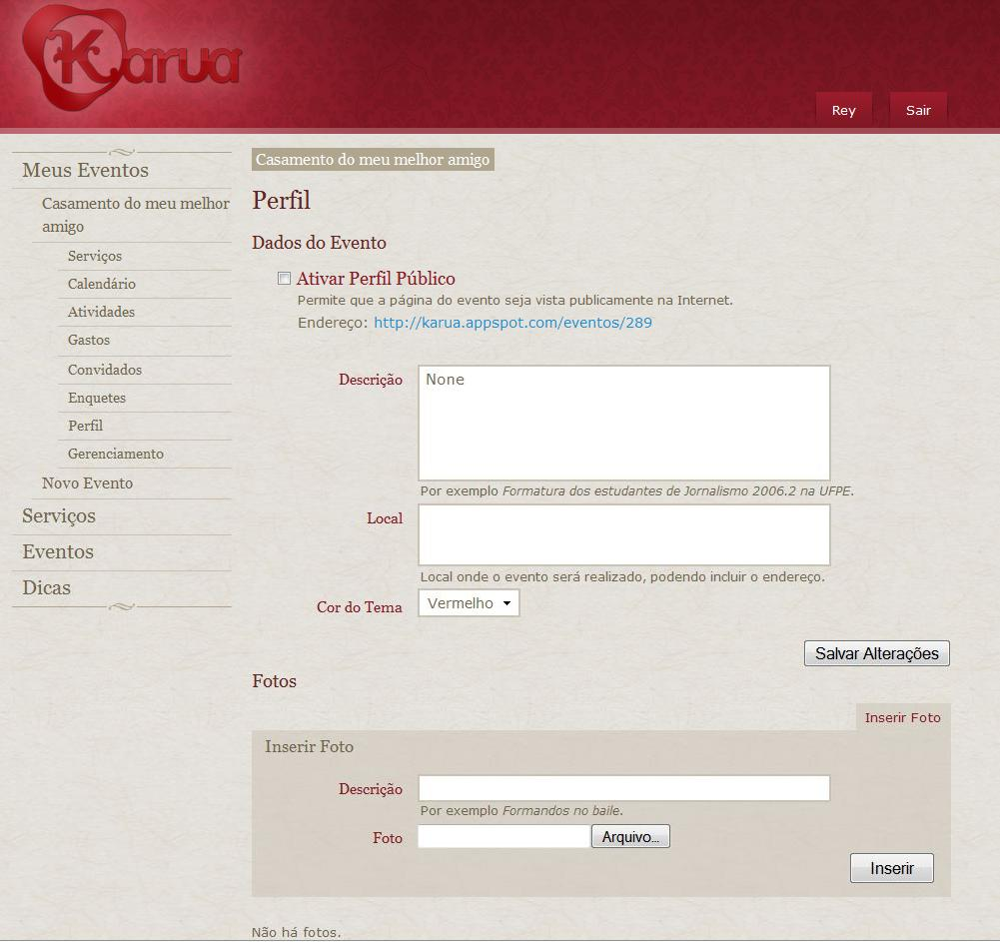 Karua
Rey
Sair
Meus Eventos
Casamento do meu melhor
amigo
Serviços
Calendário
Atividades
Gastos
Convidados
Enquetes
Perfil
Gerenciamento
Novo Evento
Serviços
Eventos
Dicas
Casamento do meu melhor amigo
Perfil
Dados do Evento
Ativar Perfil Público
Permite que a página do evento seja vista publicamente na Internet.
Endereço: http://karua.appspot.com/eventos/289
Descrição
None
Por exemplo Formatura dos estudantes de Jornalismo 2006.2 na UFPE.
Local
Local onde o evento será realizado, podendo incluir o endereço.
Cor do Tema
Vermelho
Salvar Alterações
Fotos
Inserir Foto
Inserir Foto
Descrição
Por exemplo Formandos no baile.
Foto
Arquivo...
Inserir
Não há fotos.